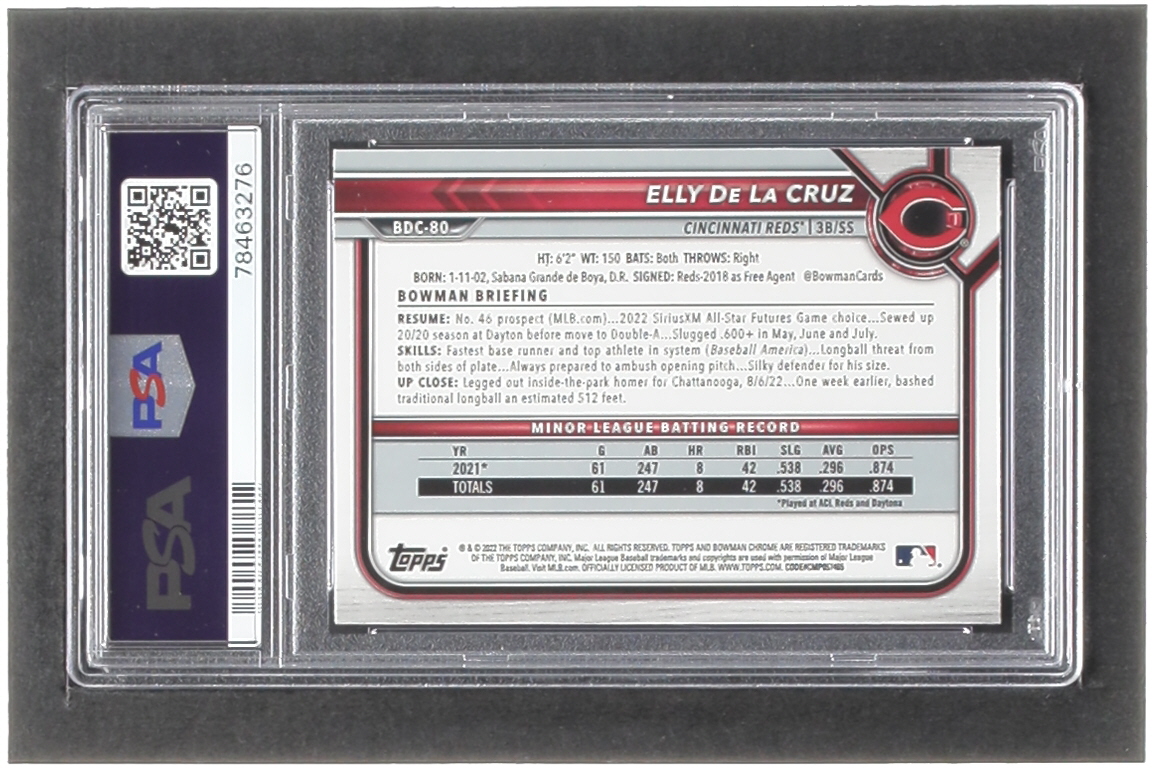 78463276
PSA
PSA
ELLY DE LA CRUZ
BDC-80
CINCINNATI REDS® | 3B/SS
HT: 6'2" WT: 150 BATS: Both THROWS: Right
BORN: 1-11-02, Sabana Grande de Boya, D.R. SIGNED: Reds-2018 as Free Agent @BowmanCards
BOWMAN BRIEFING
RESUME: No. 46 prospect (MLB.com)...2022 SiriusXM All-Star Futures Game choice...Sewed up
20/20 season at Dayton before move to Double-A...Slugged .600+ in May, June and July.
SKILLS: Fastest base runner and top athlete in system (Baseball America)...Longball threat from
both sides of plate...Always prepared to ambush opening pitch...Silky defender for his size.
UP CLOSE: Legged out inside-the-park homer for Chattanooga, 8/6/22...One week earlier, bashed
traditional longball an estimated 512 feet.
MINOR LEAGUE BATTING RECORD
YR G AB HR RBI SLG AVG OPS
2021* 61 247 8 42 .538 .296 .874
TOTALS 61 247 8 42 .538 .296 .874
*Played at ACL Reds and Daytona
Topps
® & © 2022 THE TOPPS COMPANY, INC. ALL RIGHTS RESERVED. TOPPS AND BOWMAN CHROME ARE REGISTERED TRADEMARKS
OF THE TOPPS COMPANY, INC. Major League Baseball trademarks and copyrights are used with permission of Major League
Baseball. Visit MLB.com. OFFICIALLY LICENSED PRODUCT OF MLB. WWW.TOPPS.COM.